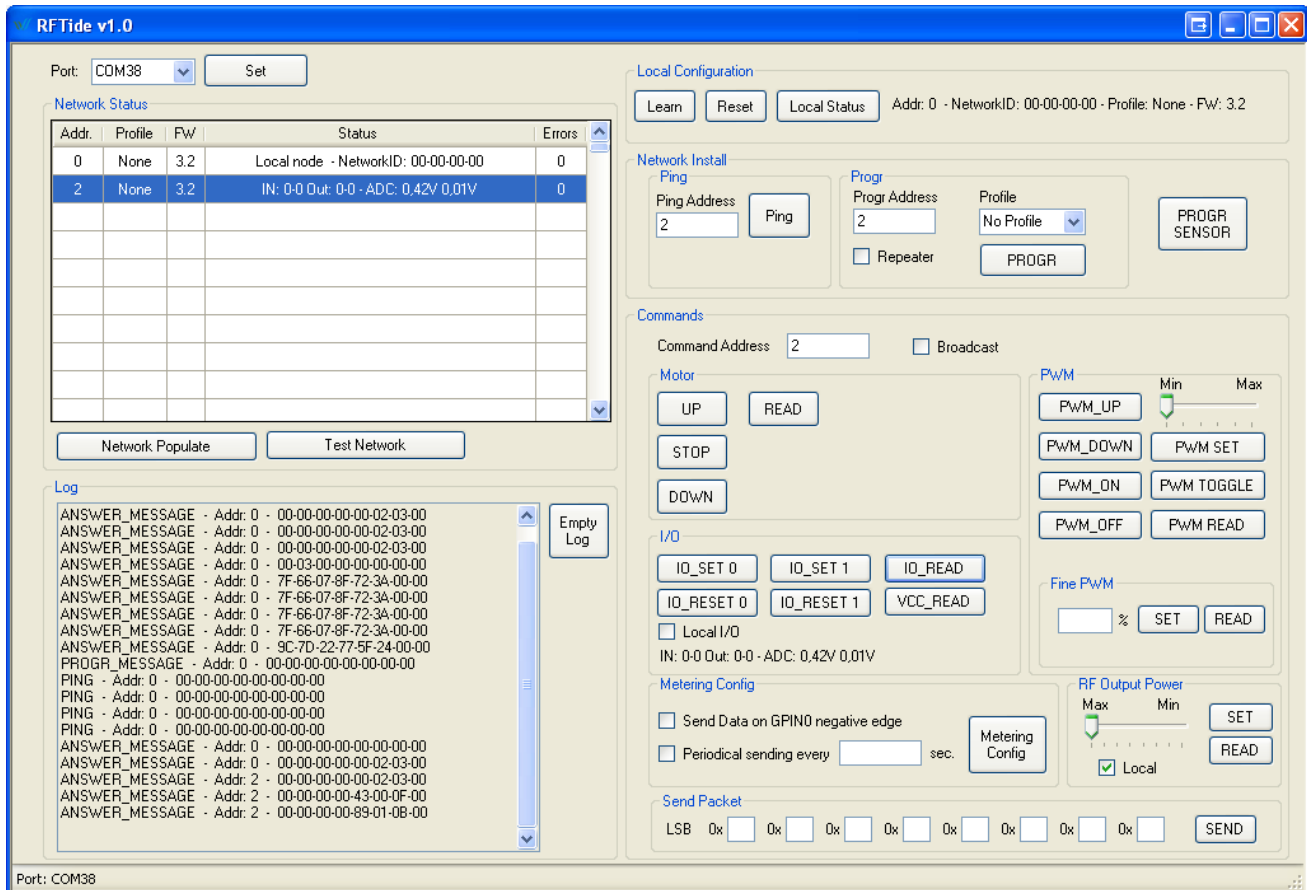 RFTide v1.0
Port: COM38 Set
Network Status
Addr. Profile FW Status Errors
0 None 3.2 Local node - NetworkID: 00-00-00-00 0
2 None 3.2 IN: 0-0 Out: 0-0 - ADC: 0,42V 0,01V 0
Network Populate Test Network
Log
ANSWER_MESSAGE - Addr: 0 - 00-00-00-00-00-02-03-00
ANSWER_MESSAGE - Addr: 0 - 00-00-00-00-00-02-03-00
ANSWER_MESSAGE - Addr: 0 - 00-00-00-00-00-02-03-00
ANSWER_MESSAGE - Addr: 0 - 00-03-00-00-00-00-00-00
ANSWER_MESSAGE - Addr: 0 - 7F-66-07-8F-72-3A-00-00
ANSWER_MESSAGE - Addr: 0 - 7F-66-07-8F-72-3A-00-00
ANSWER_MESSAGE - Addr: 0 - 7F-66-07-8F-72-3A-00-00
ANSWER_MESSAGE - Addr: 0 - 7F-66-07-8F-72-3A-00-00
ANSWER_MESSAGE - Addr: 0 - 9C-7D-22-77-5F-24-00-00
PROGR_MESSAGE - Addr: 0 - 00-00-00-00-00-00-00-00
PING - Addr: 0 - 00-00-00-00-00-00-00-00
PING - Addr: 0 - 00-00-00-00-00-00-00-00
PING - Addr: 0 - 00-00-00-00-00-00-00-00
PING - Addr: 0 - 00-00-00-00-00-00-00-00
ANSWER_MESSAGE - Addr: 0 - 00-00-00-00-00-00-00-00
ANSWER_MESSAGE - Addr: 0 - 00-00-00-00-00-02-03-00
ANSWER_MESSAGE - Addr: 2 - 00-00-00-00-00-02-03-00
ANSWER_MESSAGE - Addr: 2 - 00-00-00-00-43-00-0F-00
ANSWER_MESSAGE - Addr: 2 - 00-00-00-00-89-01-0B-00
Empty
Log
Local Configuration
Learn Reset Local Status Addr: 0 - NetworkID: 00-00-00-00 - Profile: None - FW: 3.2
Network Install
Ping
Ping Address
2 Ping
Progr
Progr Address Profile
2 No Profile
Repeater PROGR
PROGR
SENSOR
Commands
Command Address 2 Broadcast
Motor
UP READ
STOP
DOWN
PWM
Min Max
PWM_UP
PWM_DOWN PWM SET
PWM_ON PWM TOGGLE
PWM_OFF PWM READ
I/O
IO_SET 0 IO_SET 1 IO_READ
IO_RESET 0 IO_RESET 1 VCC_READ
Local I/O
IN: 0-0 Out: 0-0 - ADC: 0,42V 0,01V
Fine PWM
% SET READ
Metering Config
Send Data on GPIN0 negative edge
Periodical sending every sec.
Metering
Config
RF Output Power
Max Min
SET
READ
Local
Send Packet
LSB 0x 0x 0x 0x 0x 0x 0x 0x SEND
Port: COM38